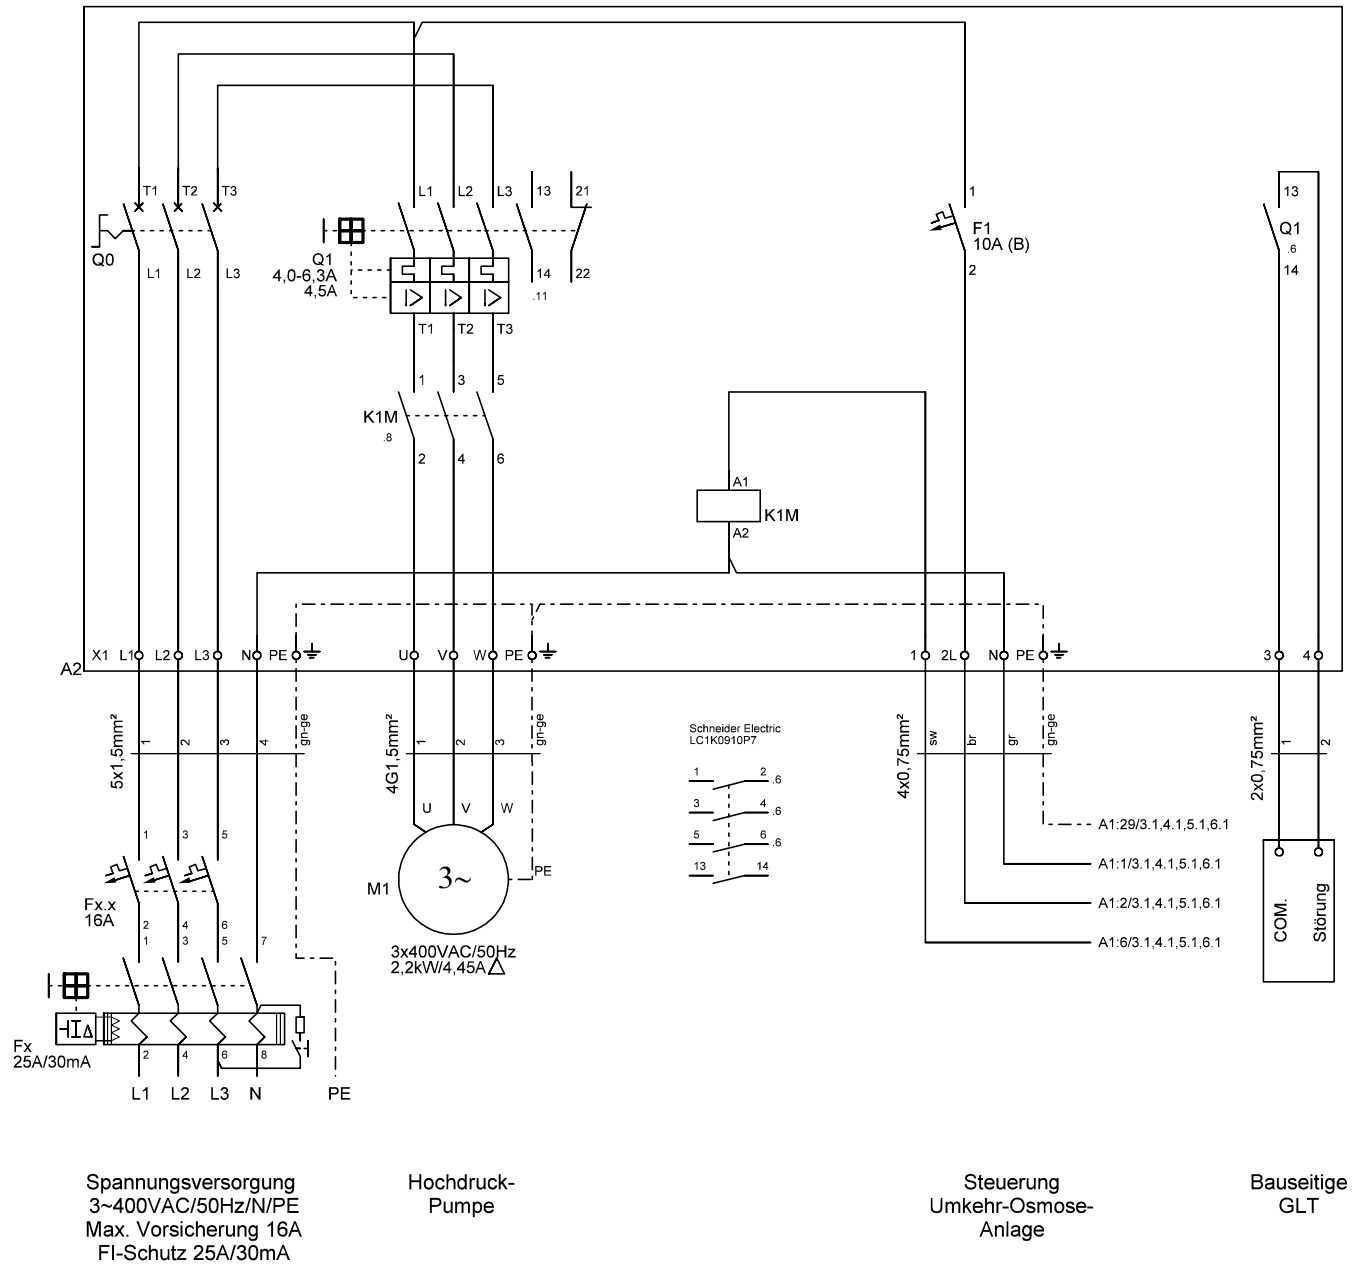 T1 T2 T3
L1 L2 L3 13 21
1
13
Q0
Q1
4,0-6,3A
4,5A
F1
10A (B)
Q1
.6
L1 L2 L3
14 22
.11
2
14
T1 T2 T3
1 3 5
K1M
.8
2 4 6
A1
K1M
A2
X1 L1 L2 L3 N PE
U V W PE
1 2L N PE
3 4
A2
5x1,5mm²
1 2 3 4 gn-ge
4G1,5mm²
1 2 3 gn-ge
Schneider Electric
LC1K0910P7
1 2 .6
3 4 .6
5 6 .6
13 14
4x0,75mm²
sw br gr gn-ge
2x0,75mm²
1 2
U V W
M1
3~
PE
3x400VAC/50Hz
2,2kW/4,45A
A1:29/3.1,4.1,5.1,6.1
A1:1/3.1,4.1,5.1,6.1
A1:2/3.1,4.1,5.1,6.1
A1:6/3.1,4.1,5.1,6.1
COM.
Störung
1 3 5
Fx.x
16A
2 4 6
1 3 5 7
I
Fx
25A/30mA
2 4 6 8
L1 L2 L3 N PE
Spannungsversorgung
3~400VAC/50Hz/N/PE
Max. Vorsicherung 16A
FI-Schutz 25A/30mA
Hochdruck-
Pumpe
Steuerung
Umkehr-Osmose-
Anlage
Bauseitige
GLT